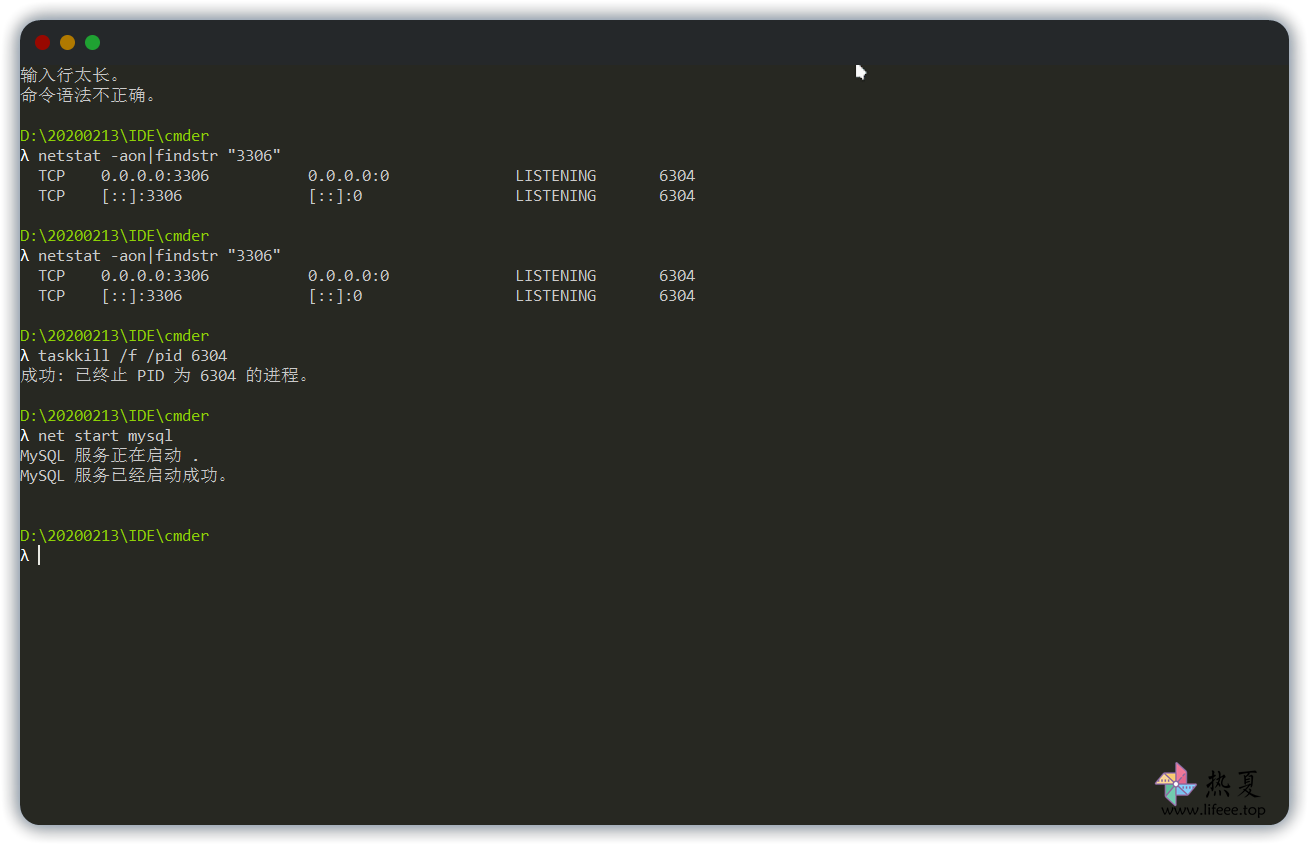 输入行太长。
命令语法不正确。
D:\20200213\IDE\cmder
λ netstat -aon|findstr "3306"
TCP 0.0.0.0:3306 0.0.0.0:0 LISTENING 6304
TCP [::]:3306 [::]:0 LISTENING 6304
D:\20200213\IDE\cmder
λ netstat -aon|findstr "3306"
TCP 0.0.0.0:3306 0.0.0.0:0 LISTENING 6304
TCP [::]:3306 [::]:0 LISTENING 6304
D:\20200213\IDE\cmder
λ taskkill /f /pid 6304
成功: 已终止 PID 为 6304 的进程。
D:\20200213\IDE\cmder
λ net start mysql
MySQL 服务正在启动 .
MySQL 服务已经启动成功。
D:\20200213\IDE\cmder
λ
热夏
www.lifeee.top